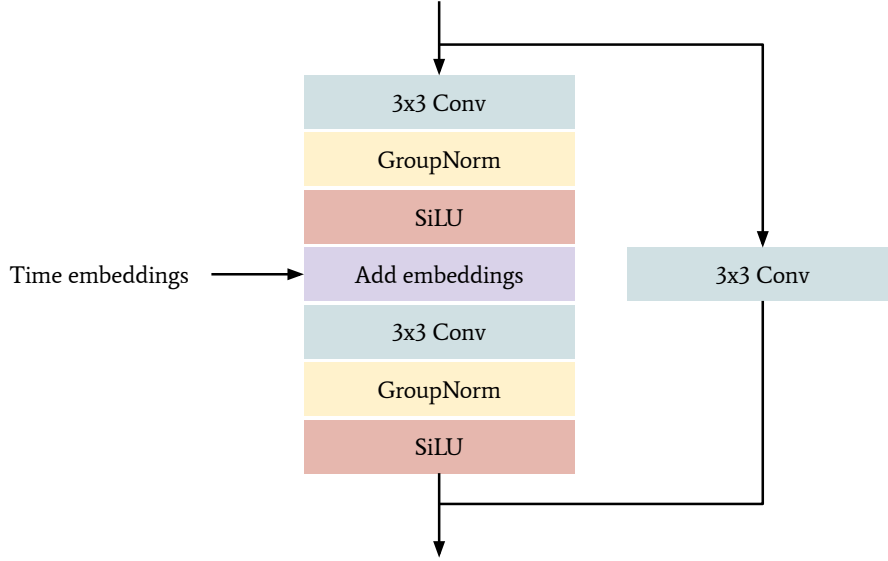 3x3 Conv
GroupNorm
SiLU
Time embeddings
Add embeddings
3x3 Conv
3x3 Conv
GroupNorm
SiLU